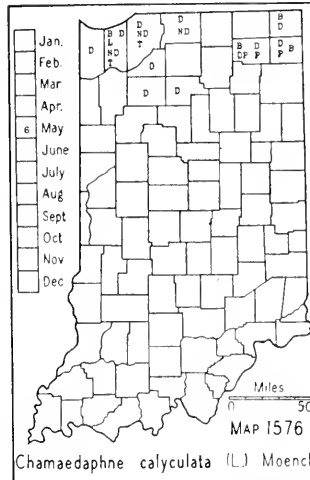 Jan.
Feb.
Mar
Apr.
6 May
June
July
Aug
Sept
Oct
Nov
Dec
D
B D
L ND
T
D
ND
T
D
ND
B
D
B D
DP P
D B
P
D
D D
Miles
0 50
MAP 1576
Chamaedaphne calyculata (L.) Moench